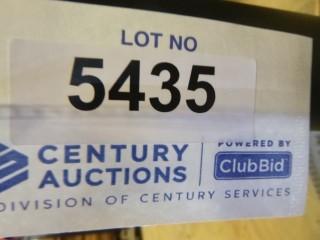 LOT NO
5435
CENTURY AUCTIONS
POWERED BY
ClubBid
DIVISION OF CENTURY SERVICES